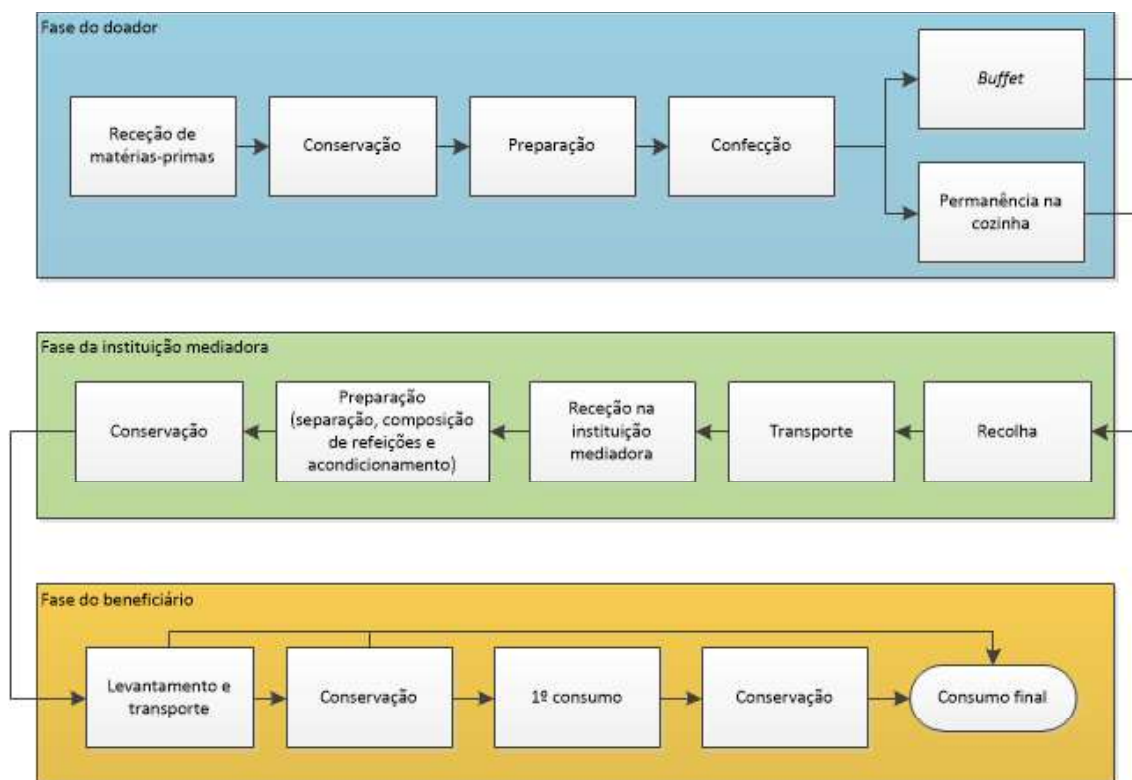 Fase do doador
Receção de
matérias-primas
Conservação
Preparação
Confecção
Buffet
Permanência na
cozinha
Fase da instituição mediadora
Conservação
Preparação
(separação, composição
de refeições e
acondicionamento)
Receção na
instituição
mediadora
Transporte
Recolha
Fase do beneficiário
Levantamento e
transporte
Conservação
1º consumo
Conservação
Consumo final